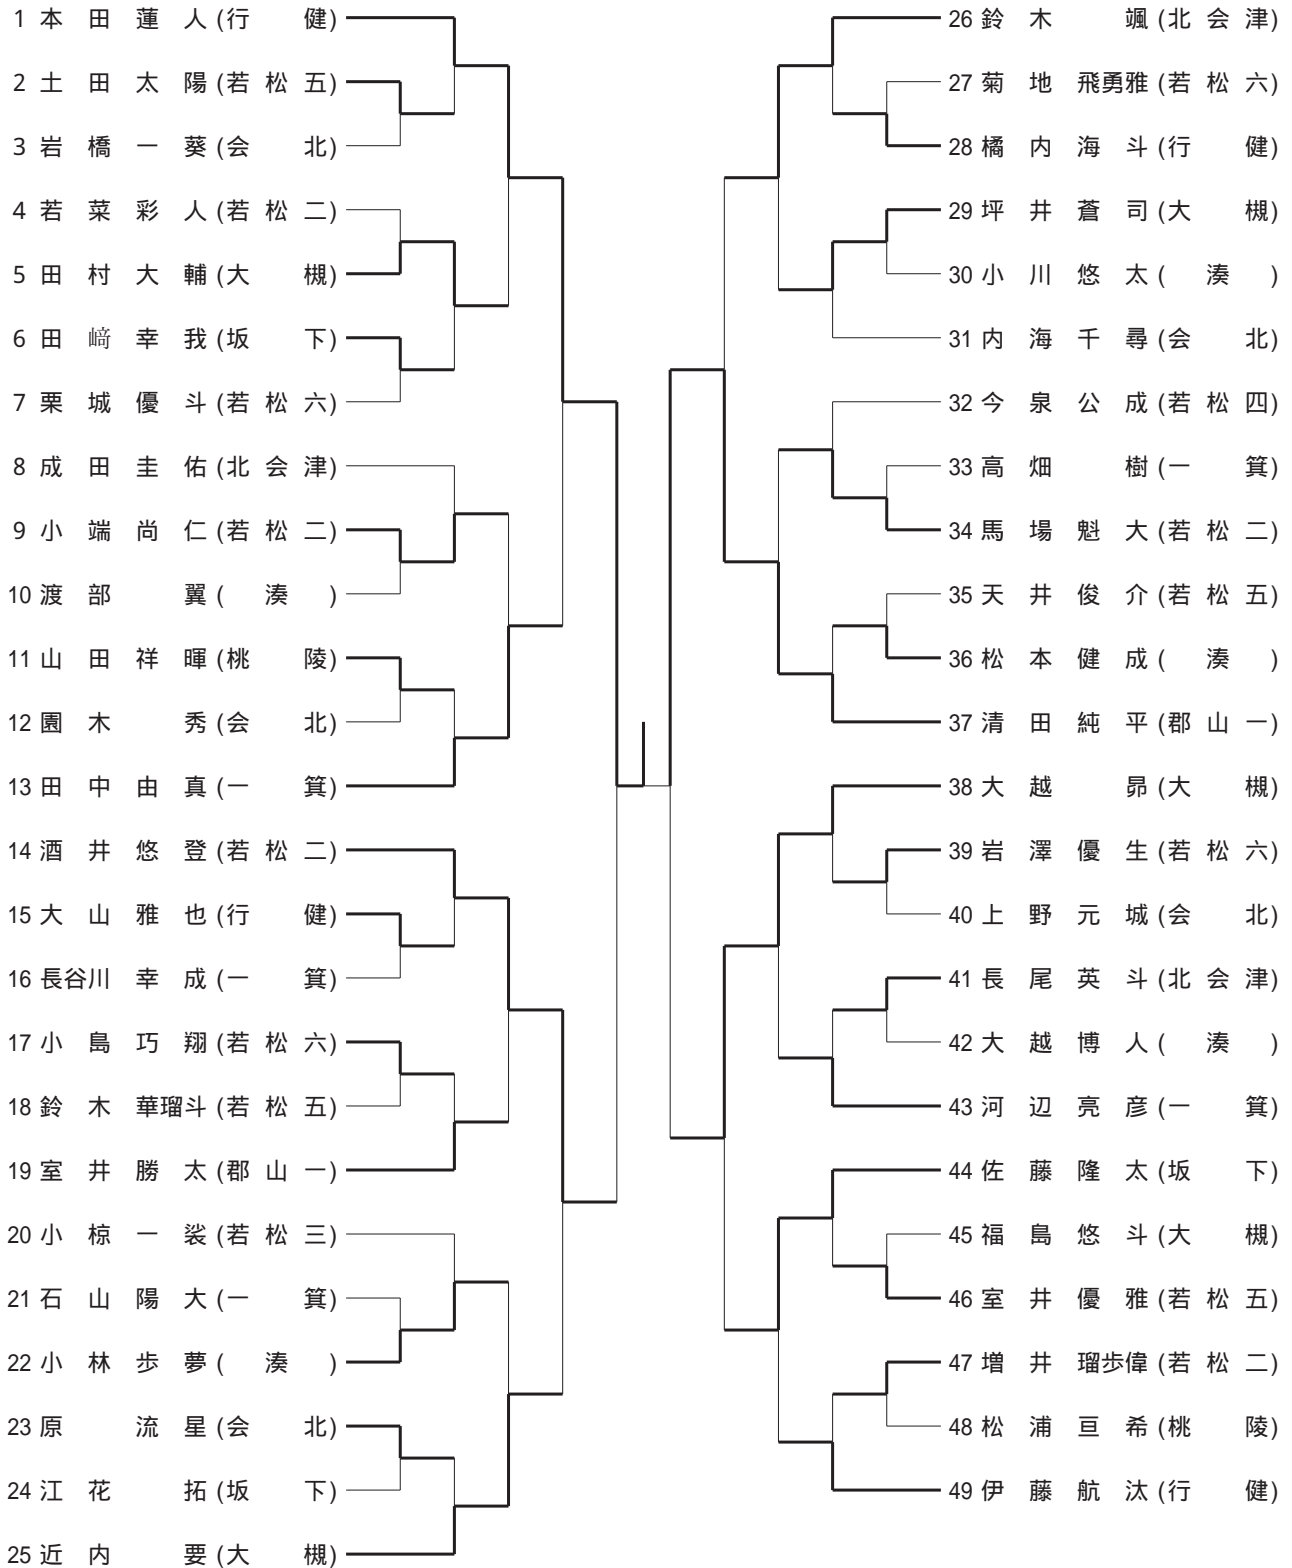 1 本田蓮人(行健)
2 土田太陽(若松五)
3 岩橋一葵(会北)
4 若菜彩人(若松二)
5 田村大輔(大槻)
6 田﨑幸我(坂下)
7 栗城優斗(若松六)
8 成田圭佑(北会津)
9 小端尚仁(若松二)
10 渡部翼(湊)
11 山田祥暉(桃陵)
12 園木秀(会北)
13 田中由真(一箕)
14 酒井悠登(若松二)
15 大山雅也(行健)
16 長谷川幸成(一箕)
17 小島巧翔(若松六)
18 鈴木華瑠斗(若松五)
19 室井勝太(郡山一)
20 小椋一裟(若松三)
21 石山陽大(一箕)
22 小林歩夢(湊)
23 原流星(会北)
24 江花拓(坂下)
25 近内要(大槻)
26 鈴木颯(北会津)
27 菊地飛勇雅(若松六)
28 橘内海斗(行健)
29 坪井蒼司(大槻)
30 小川悠太(湊)
31 内海千尋(会北)
32 今泉公成(若松四)
33 高畑樹(一箕)
34 馬場魁大(若松二)
35 天井俊介(若松五)
36 松本健成(湊)
37 清田純平(郡山一)
38 大越昴(大槻)
39 岩澤優生(若松六)
40 上野元城(会北)
41 長尾英斗(北会津)
42 大越博人(湊)
43 河辺亮彦(一箕)
44 佐藤隆太(坂下)
45 福島悠斗(大槻)
46 室井優雅(若松五)
47 増井瑠歩偉(若松二)
48 松浦亘希(桃陵)
49 伊藤航汰(行健)